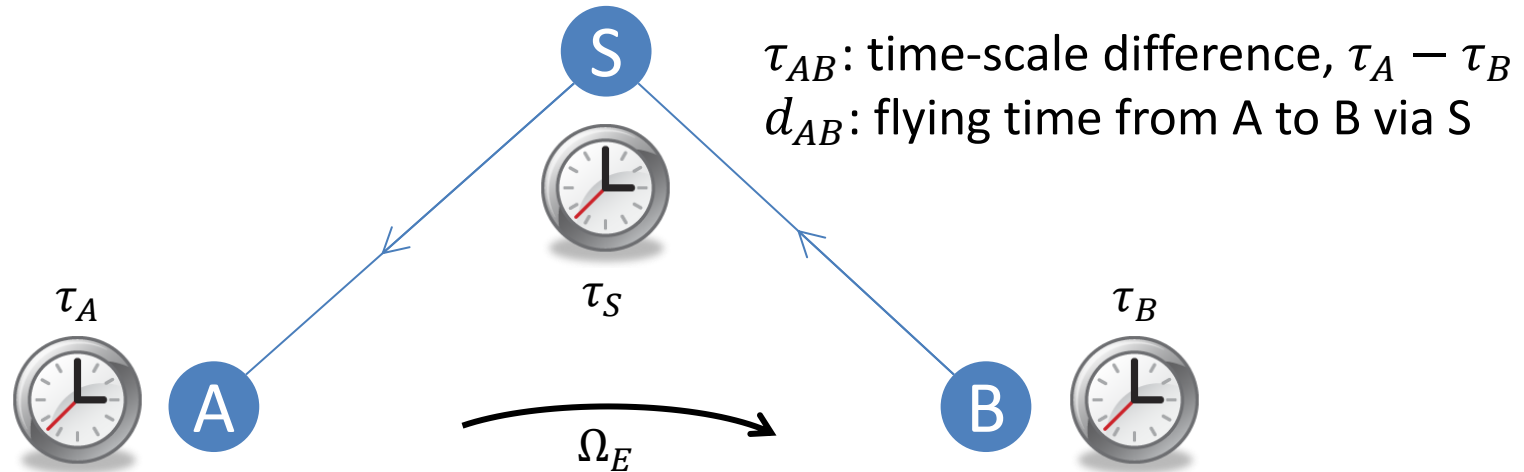 S
τ_AB: time-scale difference, τ_A − τ_B
d_AB: flying time from A to B via S
τ_A
τ_S
τ_B
A
B
Ω_E